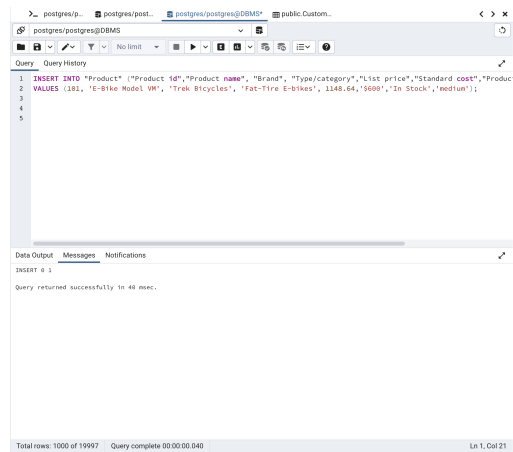 postgres/p... postgres/post... postgres/postgres@DBMS* public.Custom...
postgres/postgres@DBMS
No limit
Query Query History
1 INSERT INTO "Product" ("Product id","Product name", "Brand", "Type/category","List price","Standard cost","Produc
2 VALUES (101, 'E-Bike Model VM', 'Trek Bicycles', 'Fat-Tire E-bikes', 1148.64,'$600','In Stock','medium');
3
4
5
Data Output Messages Notifications
INSERT 0 1
Query returned successfully in 40 msec.
Total rows: 1000 of 19997 Query complete 00:00:00.040 Ln 1, Col 21